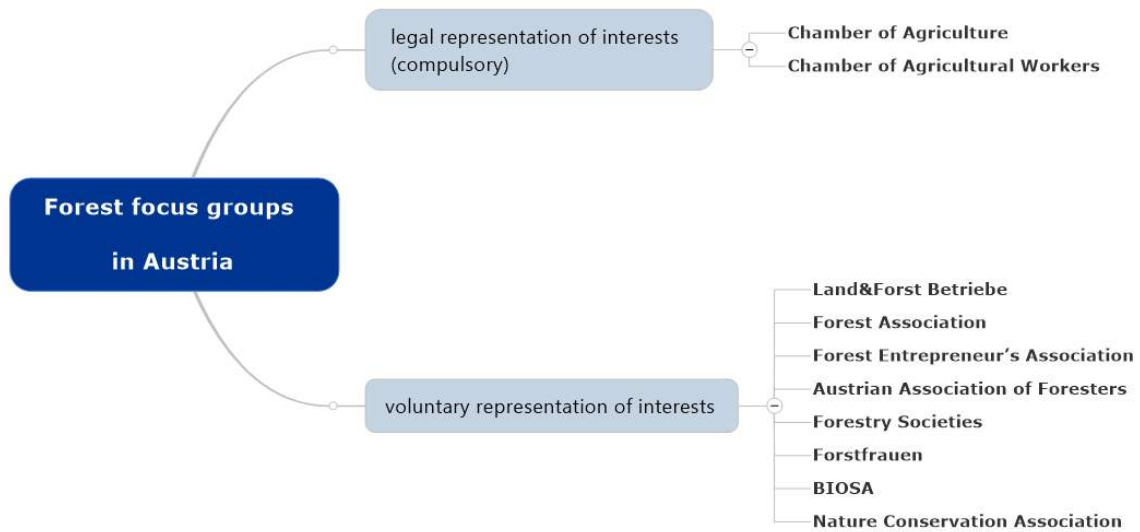 legal representation of interests
(compulsory)
Chamber of Agriculture
Chamber of Agricultural Workers
Forest focus groups
in Austria
voluntary representation of interests
Land&Forst Betriebe
Forest Association
Forest Entrepreneur’s Association
Austrian Association of Foresters
Forestry Societies
Forstfrauen
BIOSA
Nature Conservation Association